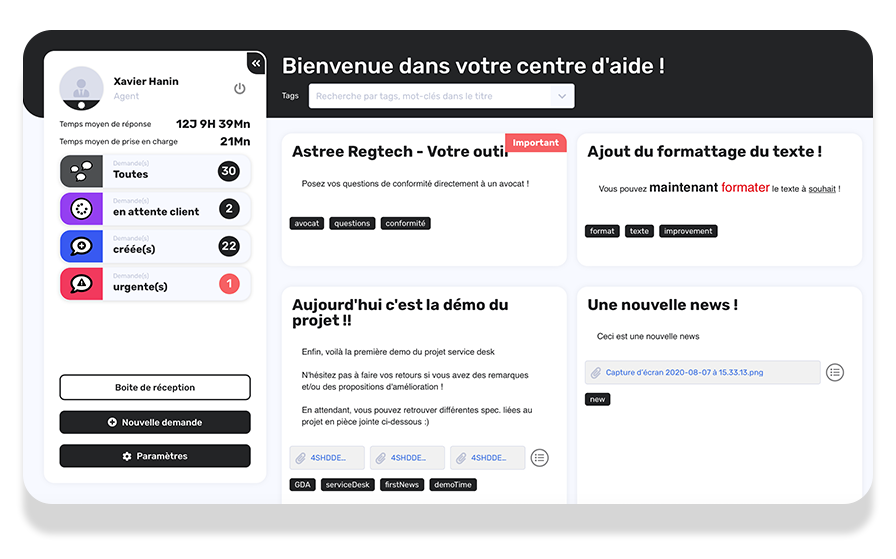 Xavier Hanin
Agent
Temps moyen de réponse 12J 9H 39Mn
Temps moyen de prise en charge 21Mn
Demande(s)
Toutes
30
Demande(s)
en attente client
2
Demande(s)
créée(s)
22
Demande(s)
urgente(s)
1
Boite de réception
Nouvelle demande
Paramètres
Bienvenue dans votre centre d'aide !
Tags
Recherche par tags, mot-clés dans le titre
Important
Astree Regtech - Votre outil
Posez vos questions de conformité directement à un avocat !
avocat questions conformité
Ajout du formattage du texte !
Vous pouvez maintenant formater le texte à souhait !
format texte improvement
Aujourd'hui c'est la démo du
projet !!
Enfin, voilà la première demo du projet service desk
N'hésitez pas à faire vos retours si vous avez des remarques
et/ou des propositions d'amélioration !
En attendant, vous pouvez retrouver différentes spec. liées au
projet en pièce jointe ci-dessous :)
4SHDDE... 4SHDDE... 4SHDDE...
GDA serviceDesk firstNews demoTime
Une nouvelle news !
Ceci est une nouvelle news
Capture d'écran 2020-08-07 à 15.33.13.png
new